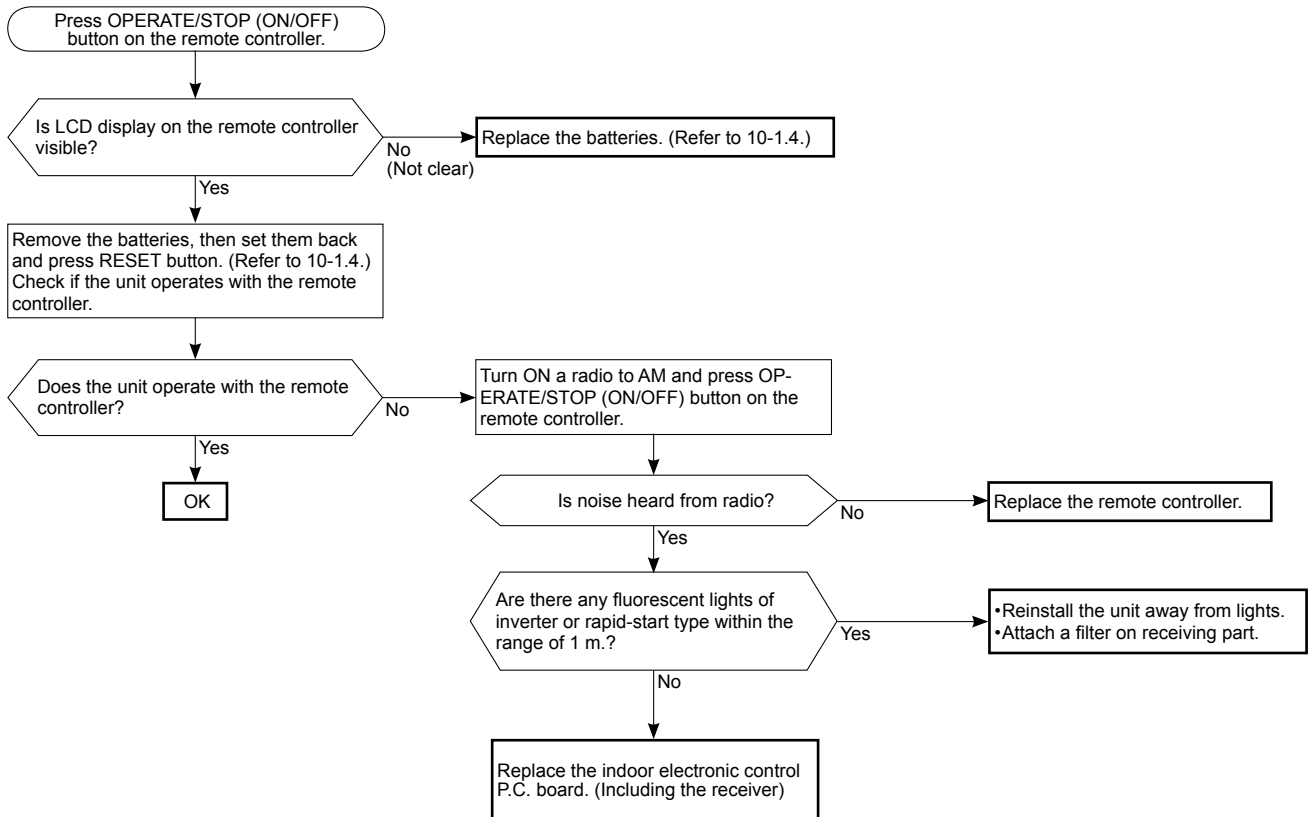 Press OPERATE/STOP (ON/OFF)
button on the remote controller.
Is LCD display on the remote controller
visible?
No
(Not clear)
Replace the batteries. (Refer to 10-1.4.)
Yes
Remove the batteries, then set them back
and press RESET button. (Refer to 10-1.4.)
Check if the unit operates with the remote
controller.
Does the unit operate with the remote
controller?
No
Yes
OK
Turn ON a radio to AM and press OP-
ERATE/STOP (ON/OFF) button on the
remote controller.
Is noise heard from radio?
No
Replace the remote controller.
Yes
Are there any fluorescent lights of
inverter or rapid-start type within the
range of 1 m.?
Yes
•Reinstall the unit away from lights.
•Attach a filter on receiving part.
No
Replace the indoor electronic control
P.C. board. (Including the receiver)